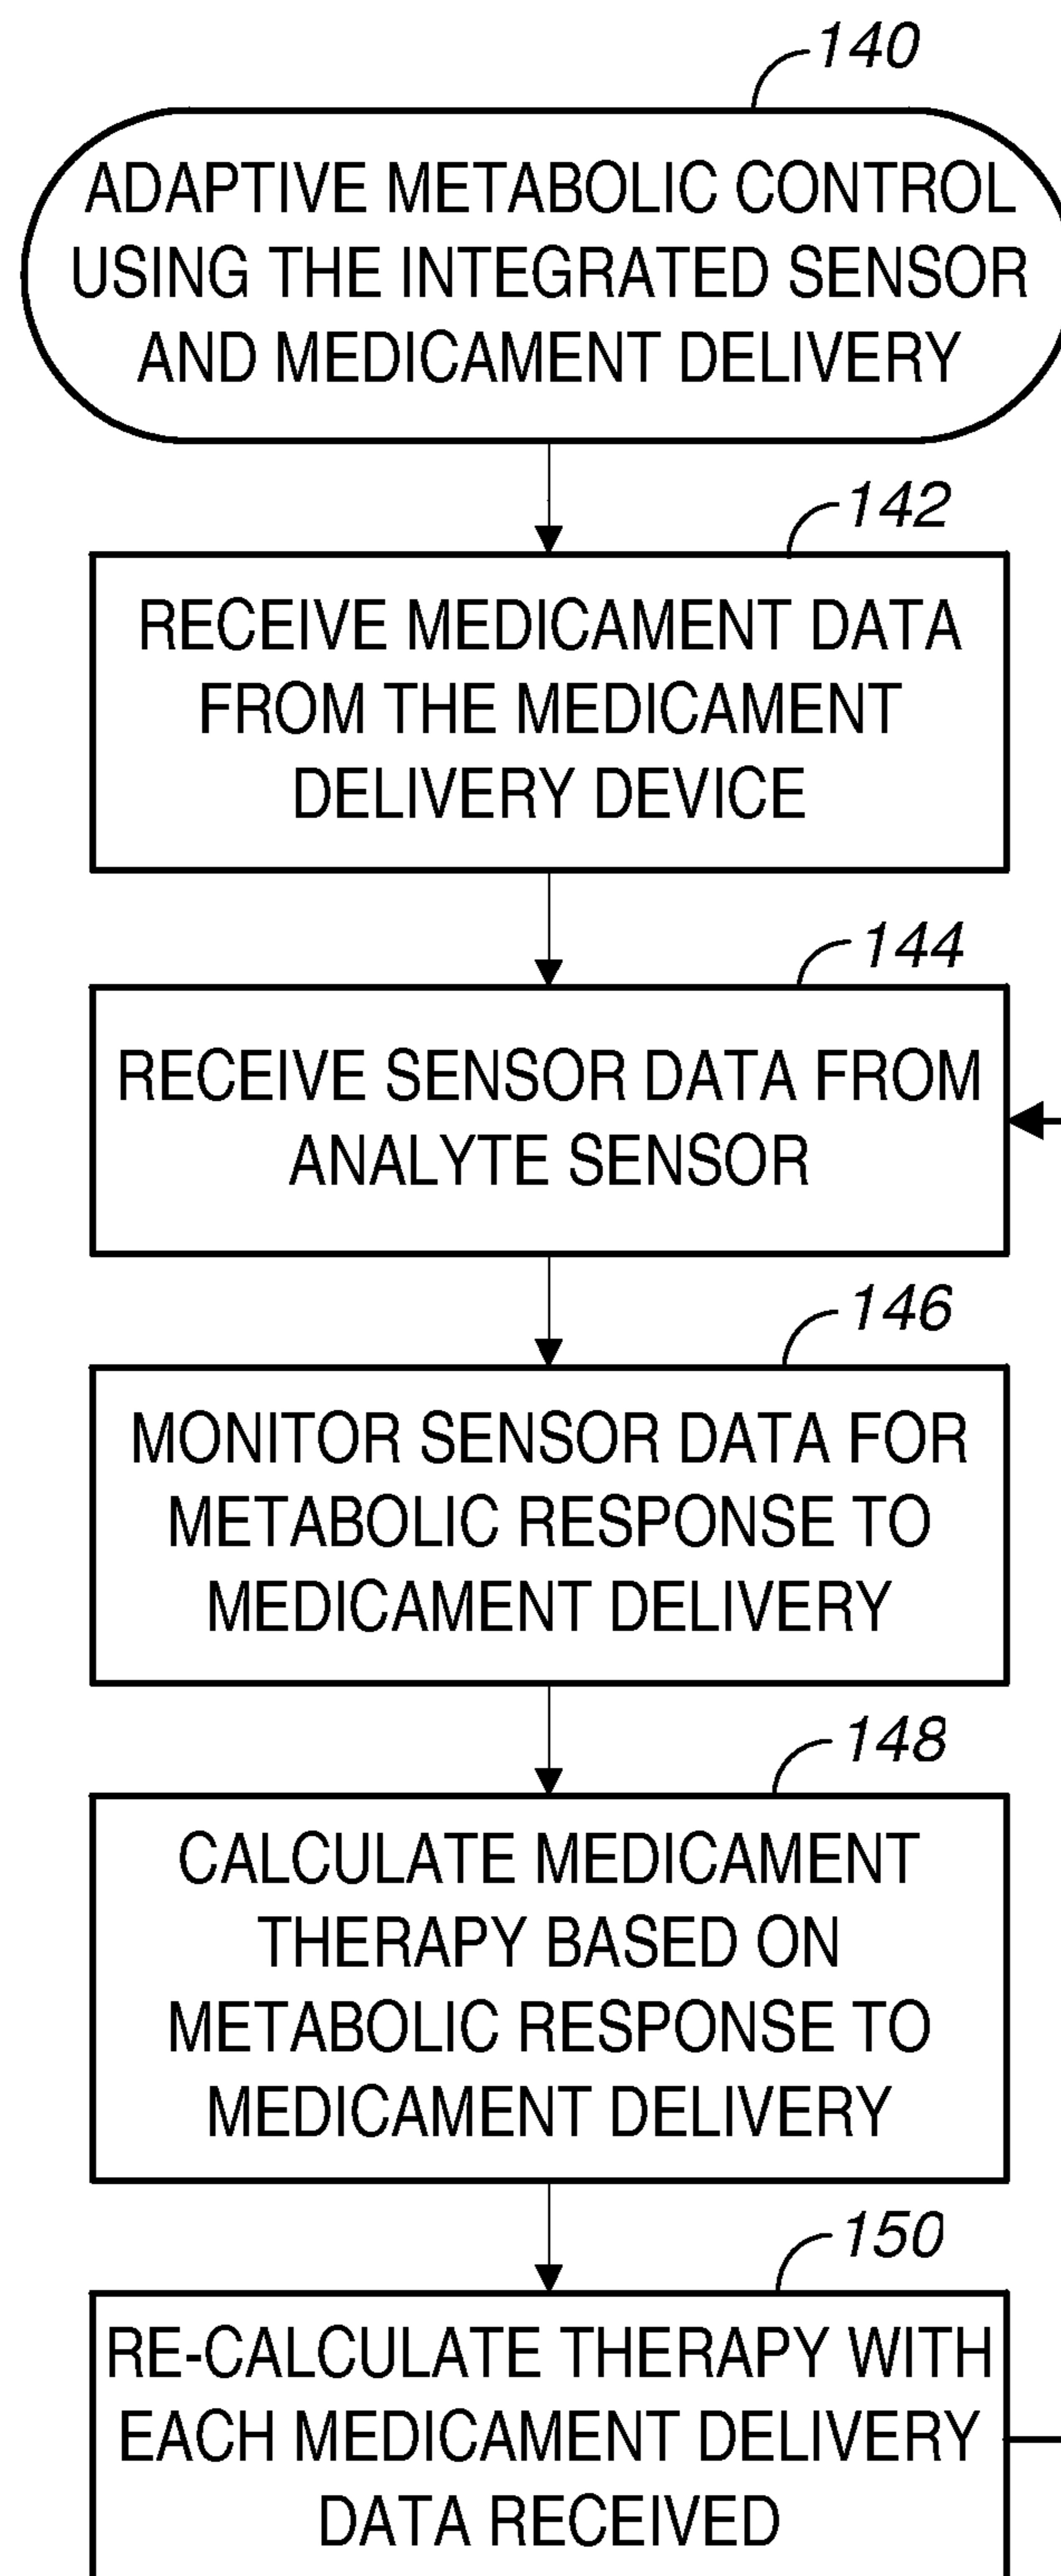 140
ADAPTIVE METABOLIC CONTROL
USING THE INTEGRATED SENSOR
AND MEDICAMENT DELIVERY
142
RECEIVE MEDICAMENT DATA
FROM THE MEDICAMENT
DELIVERY DEVICE
144
RECEIVE SENSOR DATA FROM
ANALYTE SENSOR
146
MONITOR SENSOR DATA FOR
METABOLIC RESPONSE TO
MEDICAMENT DELIVERY
148
CALCULATE MEDICAMENT
THERAPY BASED ON
METABOLIC RESPONSE TO
MEDICAMENT DELIVERY
150
RE-CALCULATE THERAPY WITH
EACH MEDICAMENT DELIVERY
DATA RECEIVED